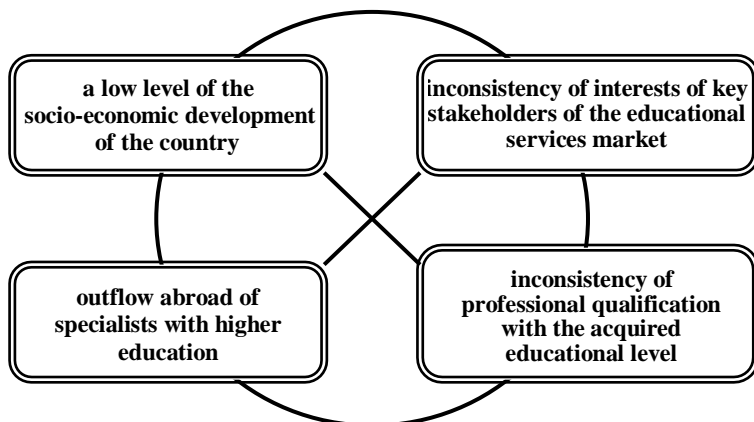 a low level of the
socio-economic development
of the country
inconsistency of interests of key
stakeholders of the educational
services market
outflow abroad of
specialists with higher
education
inconsistency of
professional qualification
with the acquired
educational level